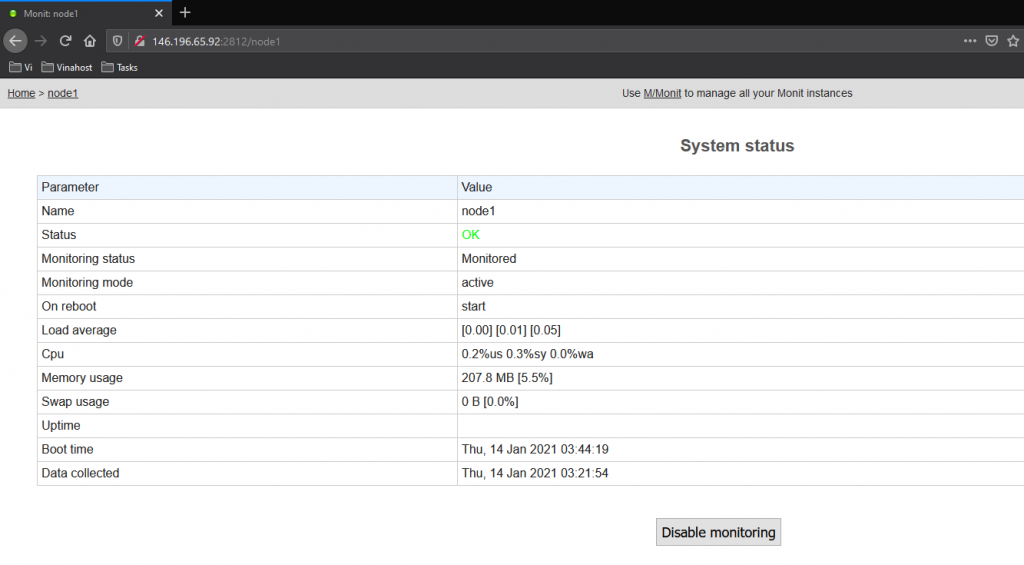 Monit: node1
146.196.65.92:2812/node1
Vi Vinahost Tasks
Home > node1 Use M/Monit to manage all your Monit instances
System status
Parameter Value
Name node1
Status OK
Monitoring status Monitored
Monitoring mode active
On reboot start
Load average [0.00] [0.01] [0.05]
Cpu 0.2%us 0.3%sy 0.0%wa
Memory usage 207.8 MB [5.5%]
Swap usage 0 B [0.0%]
Uptime
Boot time Thu, 14 Jan 2021 03:44:19
Data collected Thu, 14 Jan 2021 03:21:54
Disable monitoring